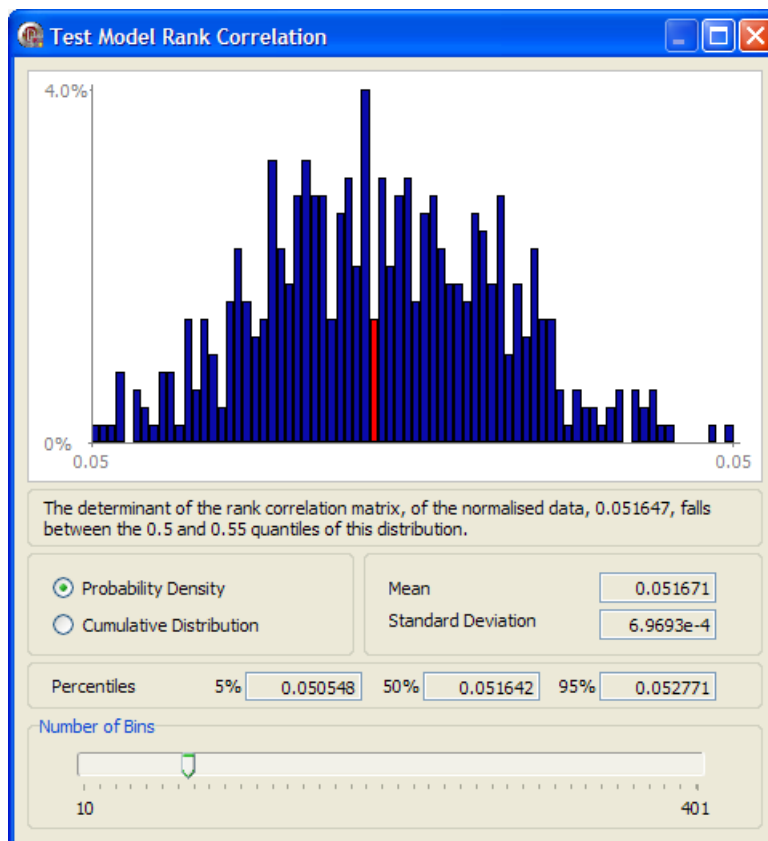 Test Model Rank Correlation
4.0%
0%
0.05
0.05
The determinant of the rank correlation matrix, of the normalised data, 0.051647, falls
between the 0.5 and 0.55 quantiles of this distribution.
Probability Density
Cumulative Distribution
Mean 0.051671
Standard Deviation 6.9693e-4
Percentiles 5% 0.050548 50% 0.051642 95% 0.052771
Number of Bins
10 401